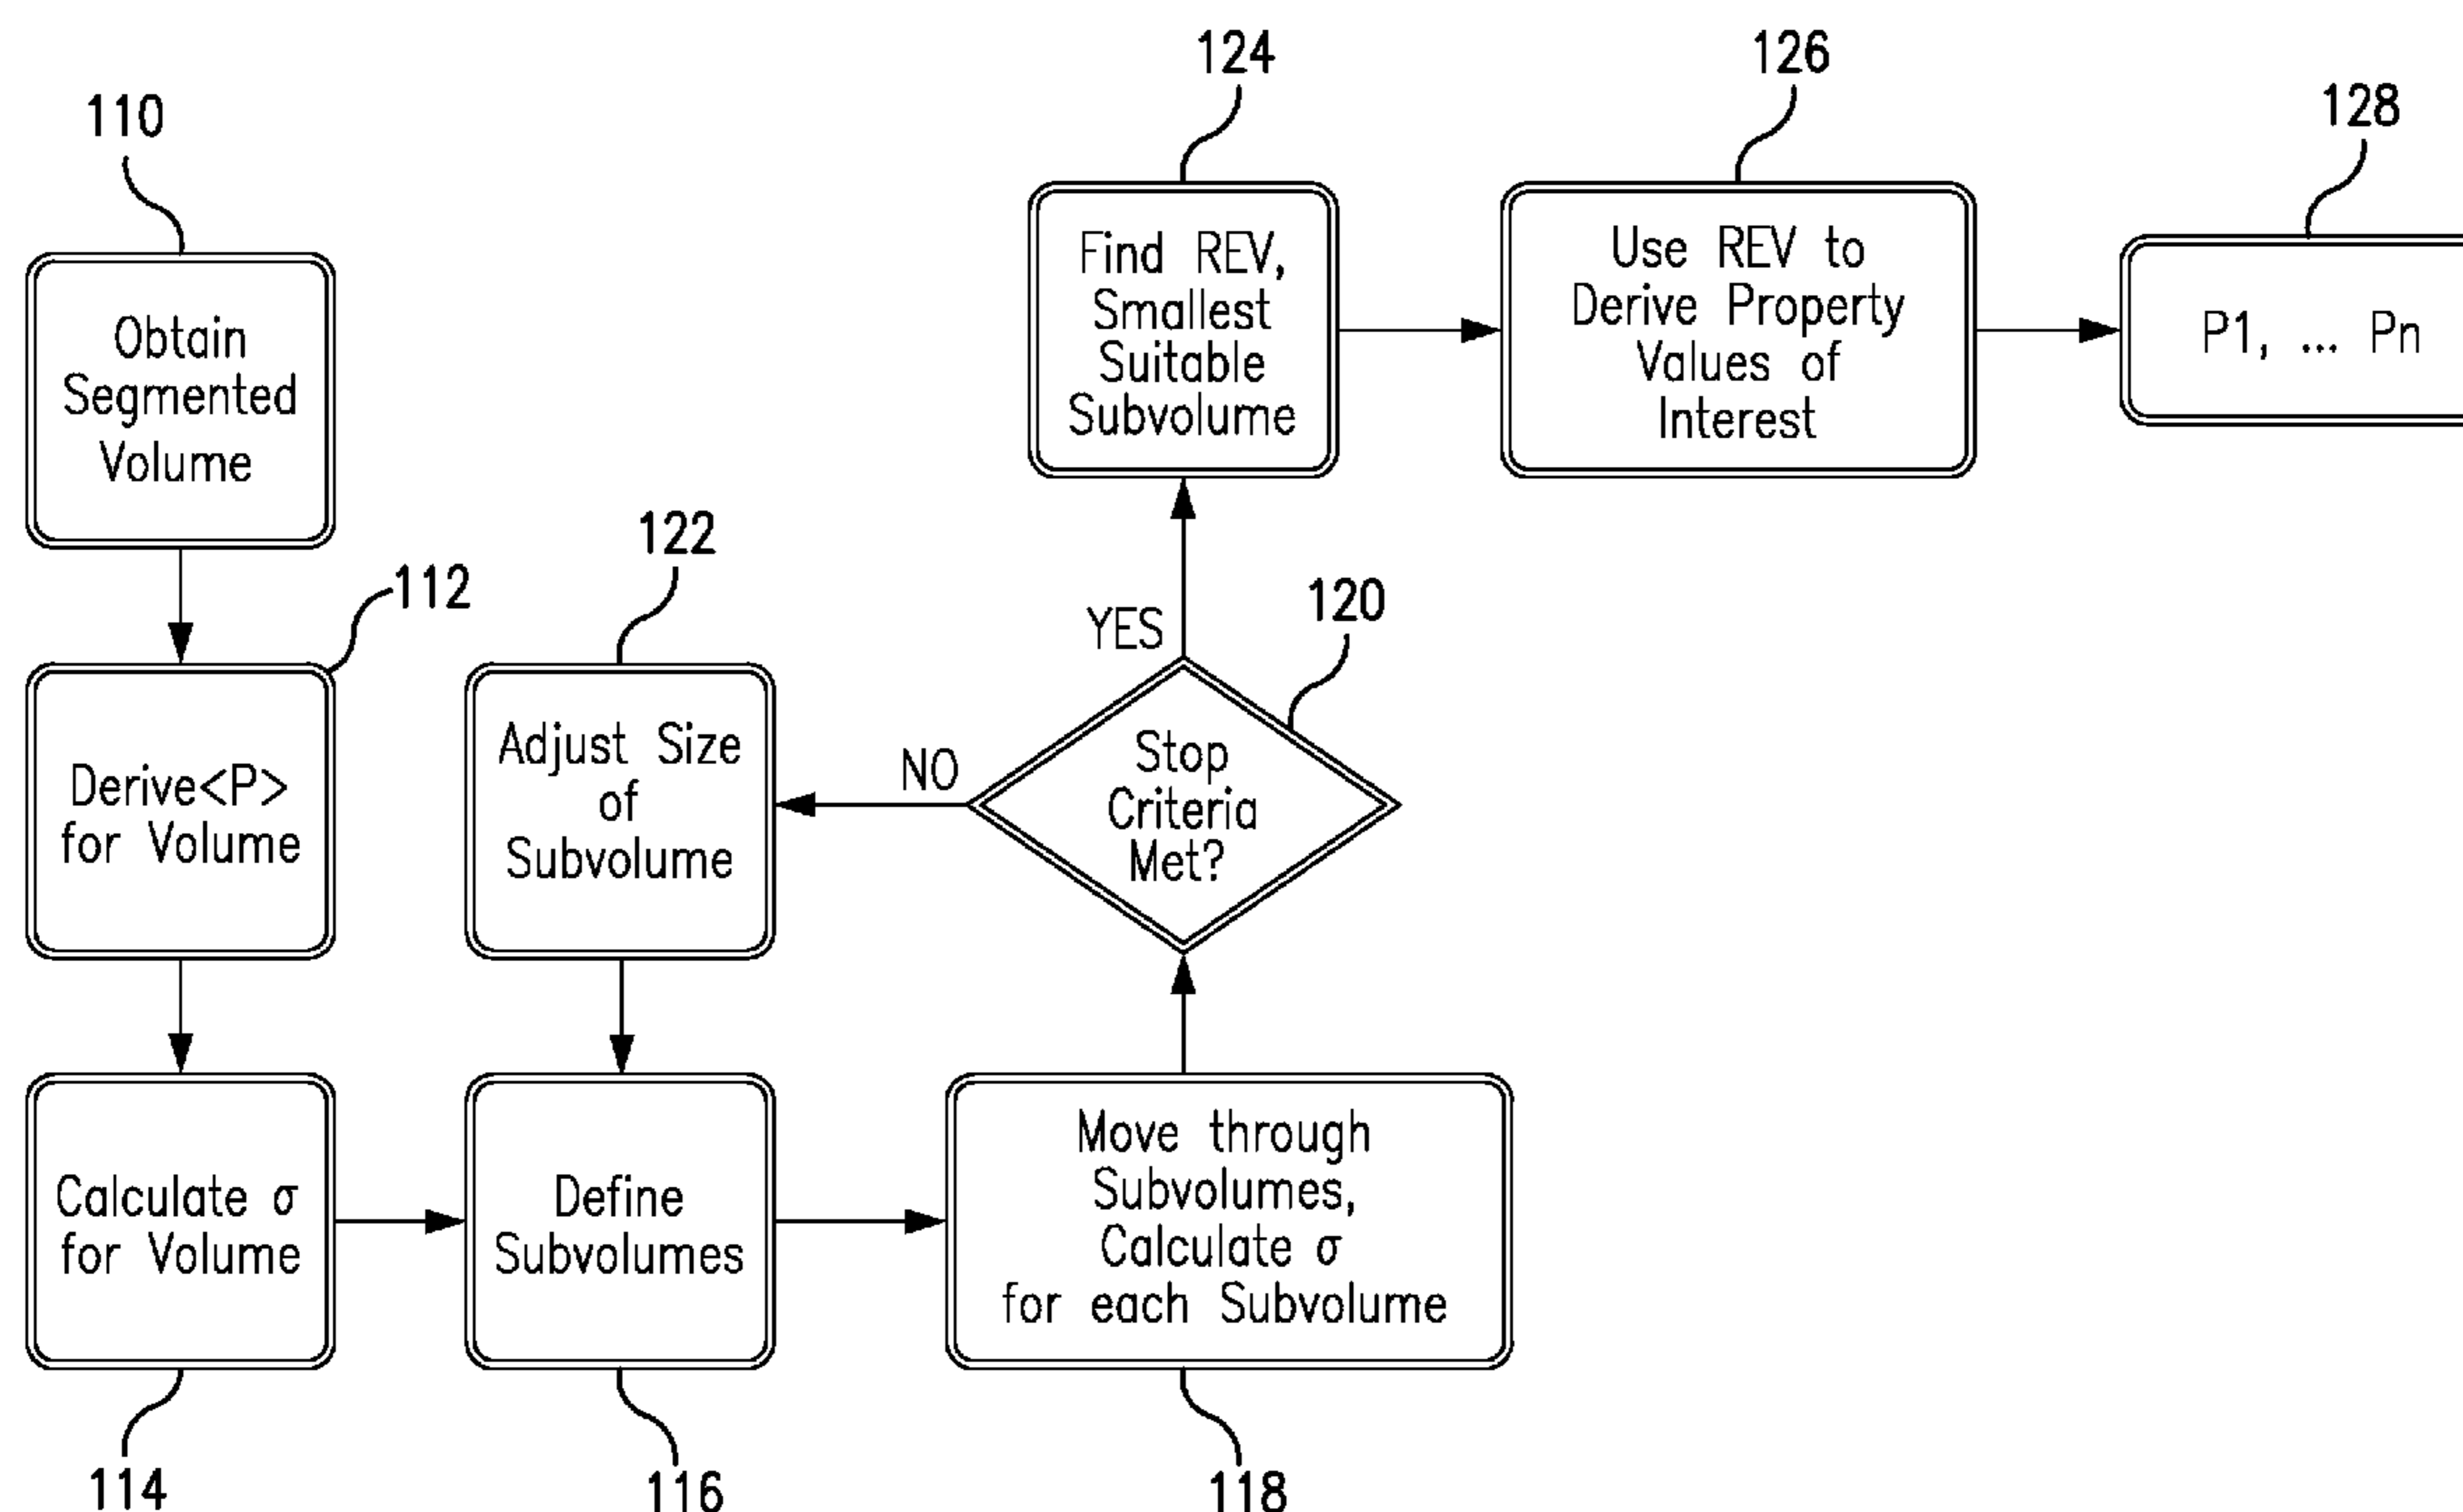 110
Obtain
Segmented
Volume
112
Derive<P>
for Volume
114
Calculate σ
for Volume
116
Define
Subvolumes
118
Move through
Subvolumes,
Calculate σ
for each Subvolume
120
Stop
Criteria
Met?
NO
YES
122
Adjust Size
of
Subvolume
124
Find REV,
Smallest
Suitable
Subvolume
126
Use REV to
Derive Property
Values of
Interest
128
P1, ... Pn